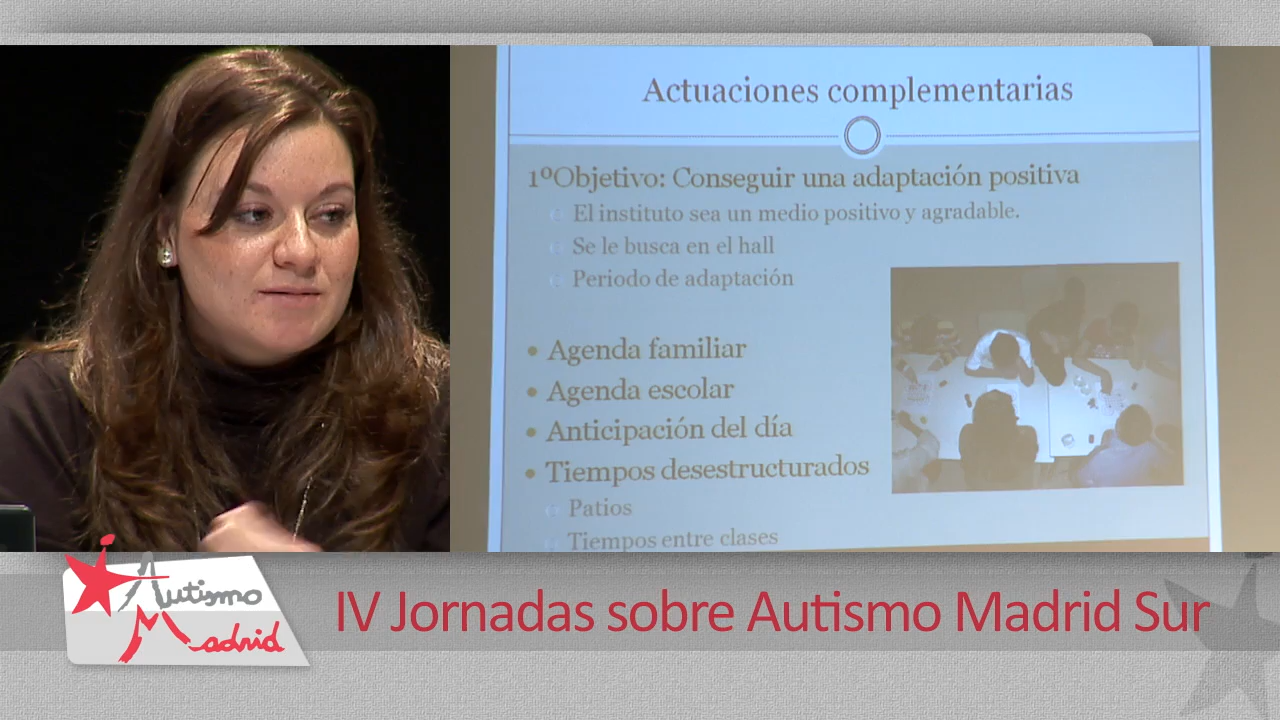 Actuaciones complementarias
1ºObjetivo: Conseguir una adaptación positiva
El instituto sea un medio positivo y agradable.
Se le busca en el hall
Periodo de adaptación
• Agenda familiar
• Agenda escolar
• Anticipación del día
• Tiempos desestructurados
Patios
Tiempos entre clases
Autismo
Madrid
IV Jornadas sobre Autismo Madrid Sur